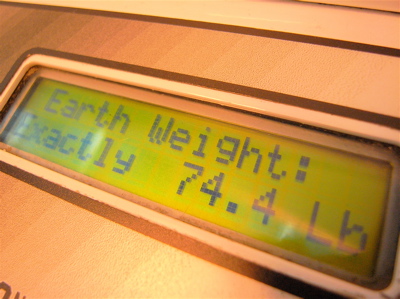 Earth Weight:
Exactly 74.4 Lb